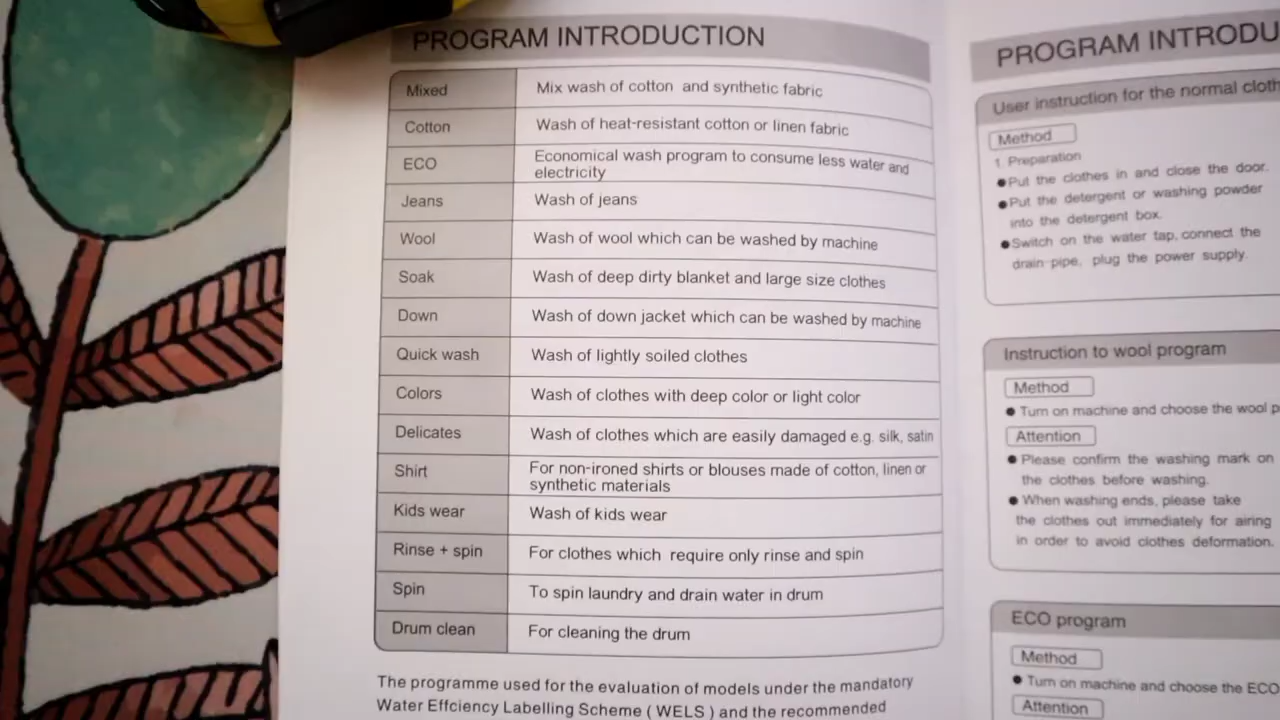 PROGRAM INTRODUCTION
Mixed Mix wash of cotton and synthetic fabric
Cotton Wash of heat-resistant cotton or linen fabric
ECO Economical wash program to consume less water and
electricity
Jeans Wash of jeans
Wool Wash of wool which can be washed by machine
Soak Wash of deep dirty blanket and large size clothes
Down Wash of down jacket which can be washed by machine
Quick wash Wash of lightly soiled clothes
Colors Wash of clothes with deep color or light color
Delicates Wash of clothes which are easily damaged e.g. silk, satin
Shirt For non-ironed shirts or blouses made of cotton, linen or
synthetic materials
Kids wear Wash of kids wear
Rinse + spin For clothes which require only rinse and spin
Spin To spin laundry and drain water in drum
Drum clean For cleaning the drum
The programme used for the evaluation of models under the mandatory
Water Effciency Labelling Scheme ( WELS ) and the recommended
PROGRAM INTRODU
User instruction for the normal cloth
Method
1. Preparation
●Put the clothes in and close the door.
●Put the detergent or washing powder
into the detergent box.
●Switch on the water tap, connect the
drain pipe, plug the power supply.
Instruction to wool program
Method
● Turn on machine and choose the wool p
Attention
● Please confirm the washing mark on
the clothes before washing.
● When washing ends, please take
the clothes out immediately for airing
in order to avoid clothes deformation.
ECO program
Method
● Turn on machine and choose the ECO
Attention